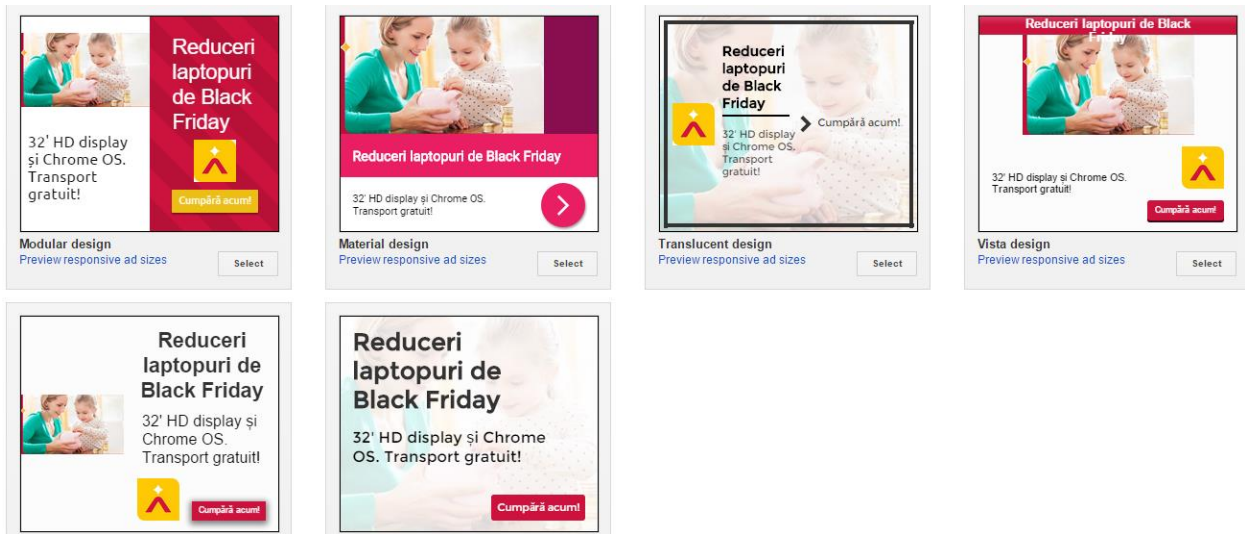 Reduceri
laptopuri
de Black
Friday
32' HD display
și Chrome OS.
Transport
gratuit!
Cumpără acum!
Modular design
Preview responsive ad sizes
Select
Reduceri laptopuri de Black Friday
32' HD display și Chrome OS.
Transport gratuit!
Material design
Preview responsive ad sizes
Select
Reduceri
laptopuri
de Black
Friday
32' HD display
și Chrome OS.
Transport
gratuit!
Cumpără acum!
Translucent design
Preview responsive ad sizes
Select
Reduceri laptopuri de Black
Friday
32' HD display și Chrome OS.
Transport gratuit!
Cumpără acum!
Vista design
Preview responsive ad sizes
Select
Reduceri
laptopuri de
Black Friday
32' HD display și
Chrome OS.
Transport gratuit!
Cumpără acum!
Reduceri
laptopuri de
Black Friday
32' HD display și Chrome
OS. Transport gratuit!
Cumpără acum!